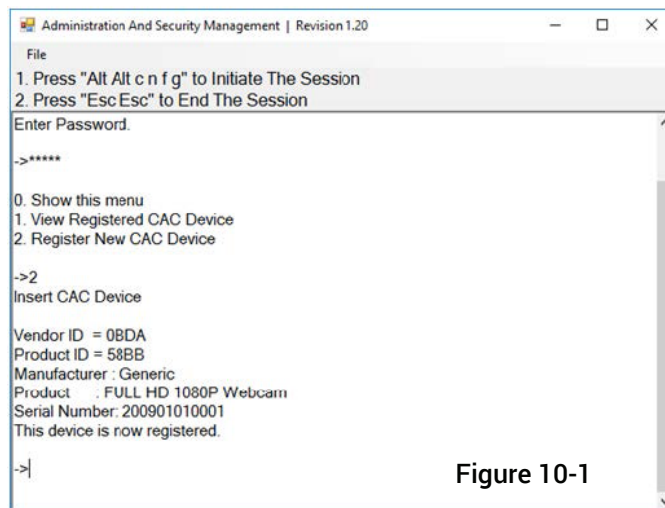 Administration And Security Management | Revision 1.20
File
1. Press "Alt Alt c n f g" to Initiate The Session
2. Press "Esc Esc" to End The Session
Enter Password.
->*****
0. Show this menu
1. View Registered CAC Device
2. Register New CAC Device
->2
Insert CAC Device
Vendor ID = 0BDA
Product ID = 58BB
Manufacturer : Generic
Product : FULL HD 1080P Webcam
Serial Number: 200901010001
This device is now registered.
->
Figure 10-1